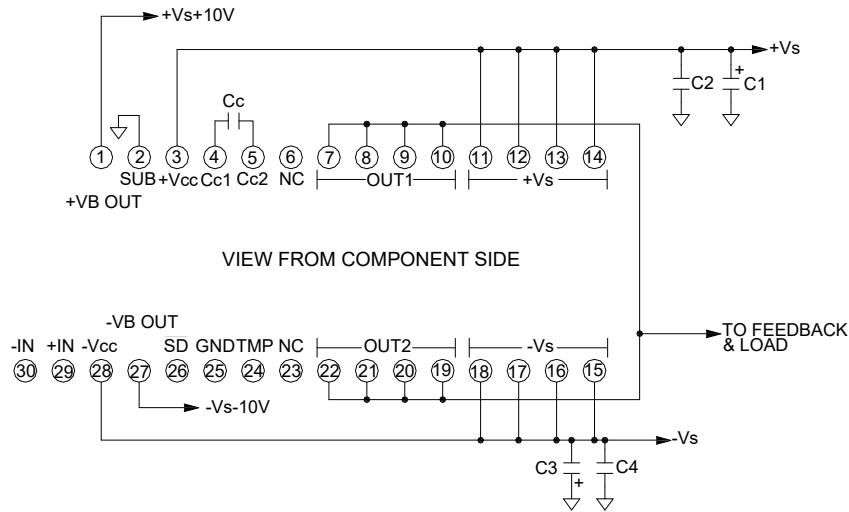 +Vs+10V
+Vs
Cc
C2
+
C1
1 2 3 4 5 6 7 8 9 10 11 12 13 14
SUB +Vcc Cc1 Cc2 NC OUT1 +Vs
+VB OUT
VIEW FROM COMPONENT SIDE
-VB OUT
TO FEEDBACK
& LOAD
-IN +IN -Vcc SD GND TMP NC OUT2 -Vs
30 29 28 27 26 25 24 23 22 21 20 19 18 17 16 15
-Vs-10V
-Vs
C3
+
C4